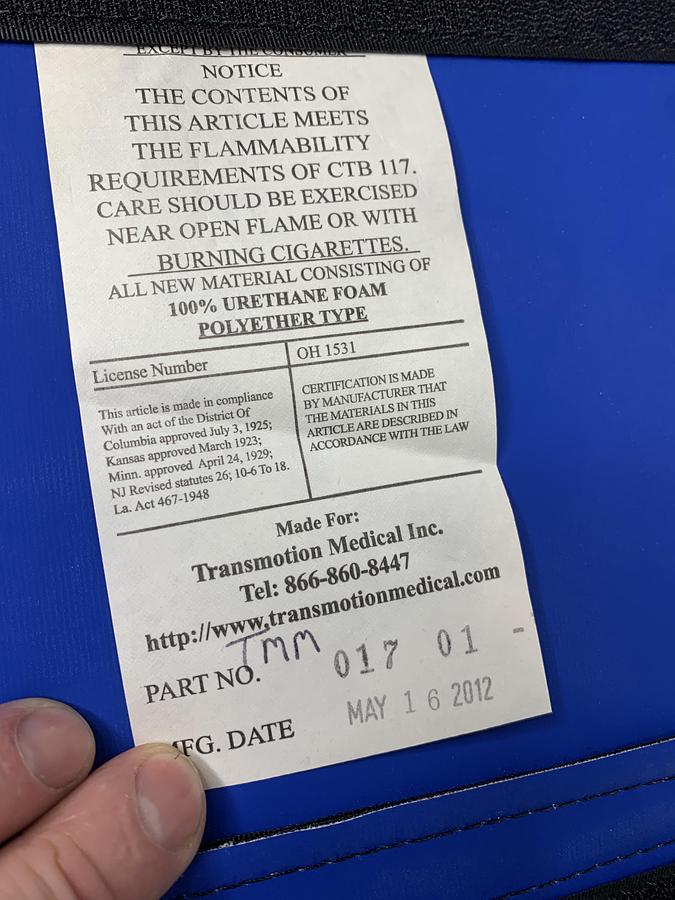 EXCEPT BY THE CONSUMER
NOTICE
THE CONTENTS OF
THIS ARTICLE MEETS
THE FLAMMABILITY
REQUIREMENTS OF CTB 117.
CARE SHOULD BE EXERCISED
NEAR OPEN FLAME OR WITH
BURNING CIGARETTES.
ALL NEW MATERIAL CONSISTING OF
100% URETHANE FOAM
POLYETHER TYPE
License Number
OH 1531
This article is made in compliance
With an act of the District Of
Columbia approved July 3, 1925;
Kansas approved March 1923;
Minn. approved April 24, 1929;
NJ Revised statutes 26; 10-6 To 18.
La. Act 467-1948
CERTIFICATION IS MADE
BY MANUFACTURER THAT
THE MATERIALS IN THIS
ARTICLE ARE DESCRIBED IN
ACCORDANCE WITH THE LAW
Made For:
Transmotion Medical Inc.
Tel: 866-860-8447
http://www.transmotionmedical.com
PART NO. TMM 017 01 -
MFG. DATE MAY 16 2012